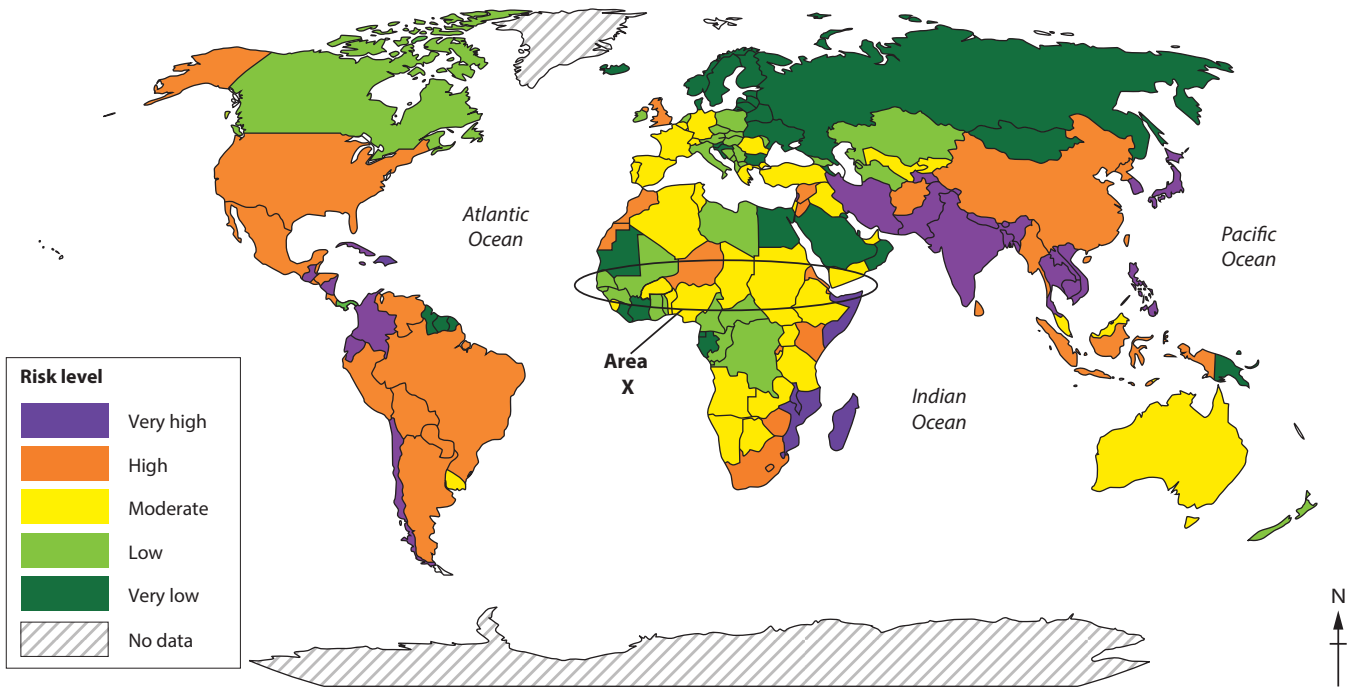 Atlantic
Ocean
Pacific
Ocean
Area
X
Indian
Ocean
Risk level
Very high
High
Moderate
Low
Very low
No data
N